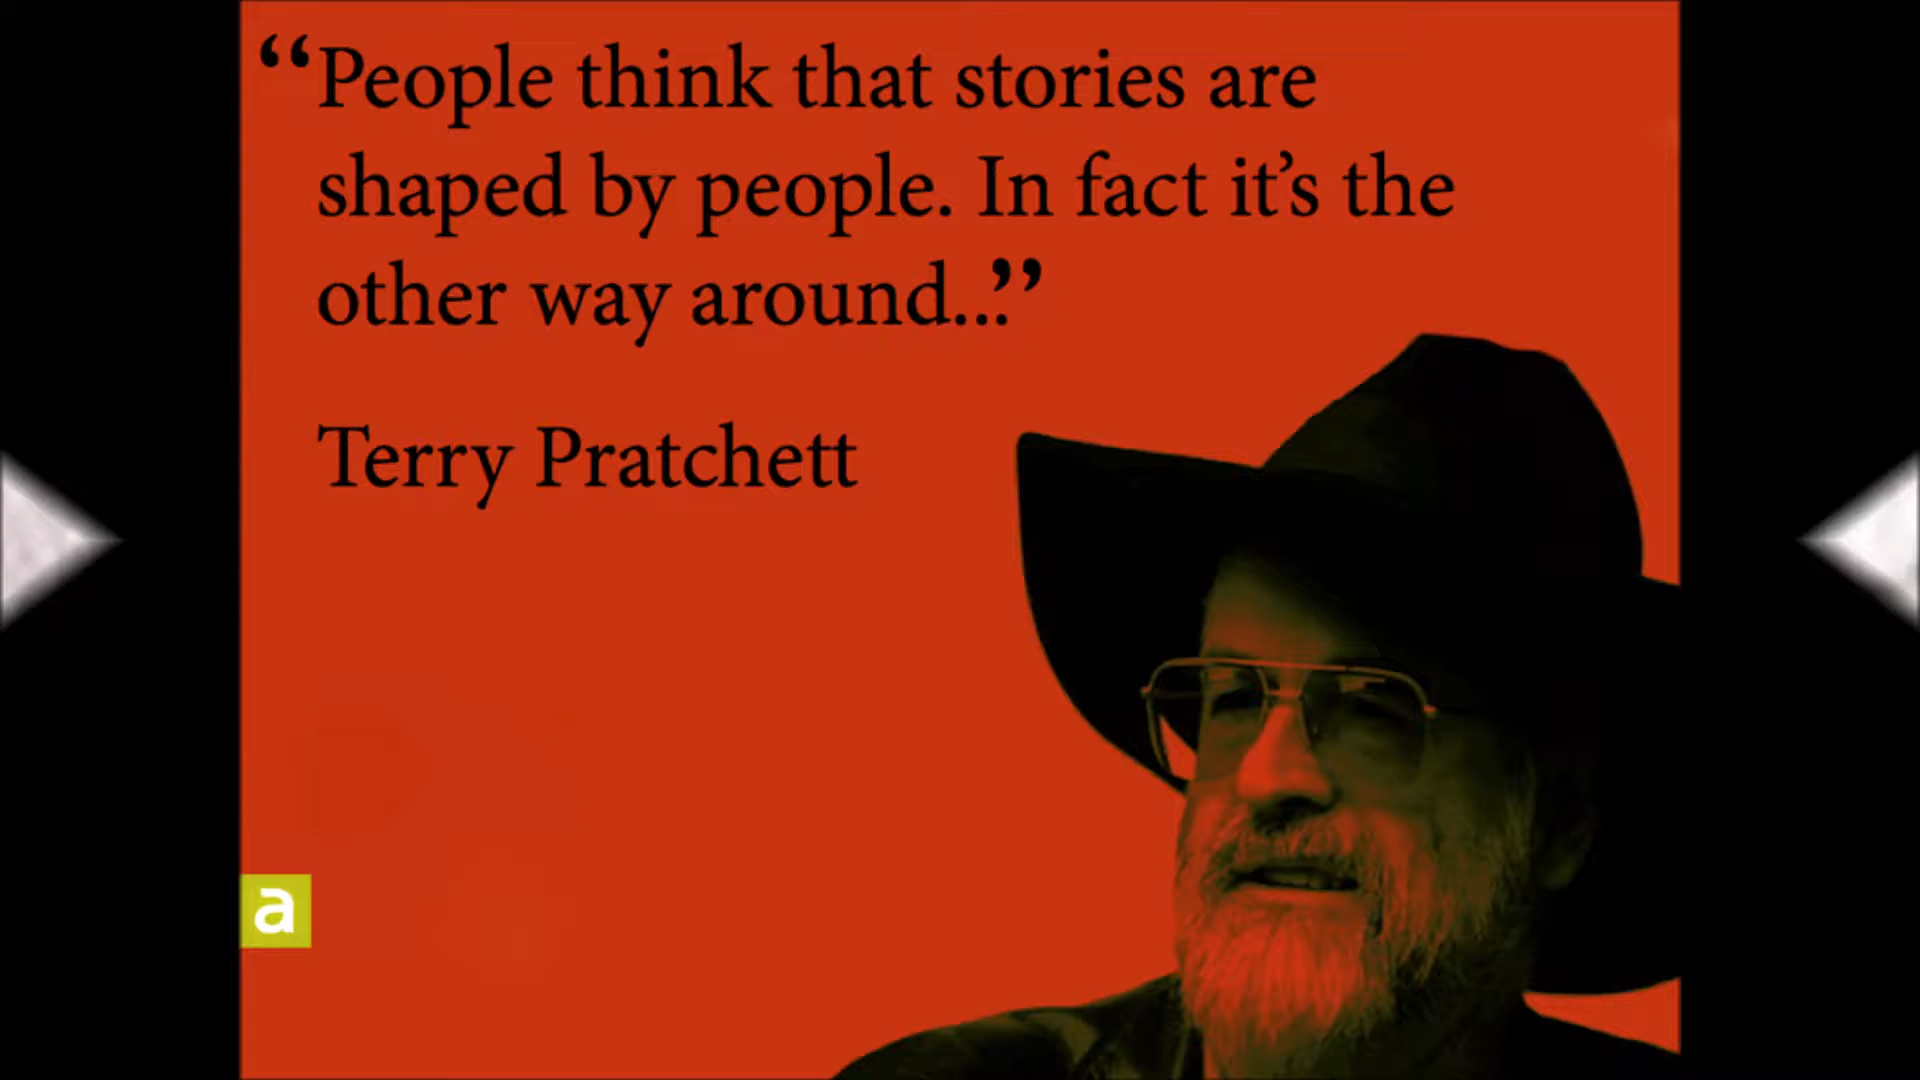 “People think that stories are
shaped by people. In fact it’s the
other way around...”
Terry Pratchett
a